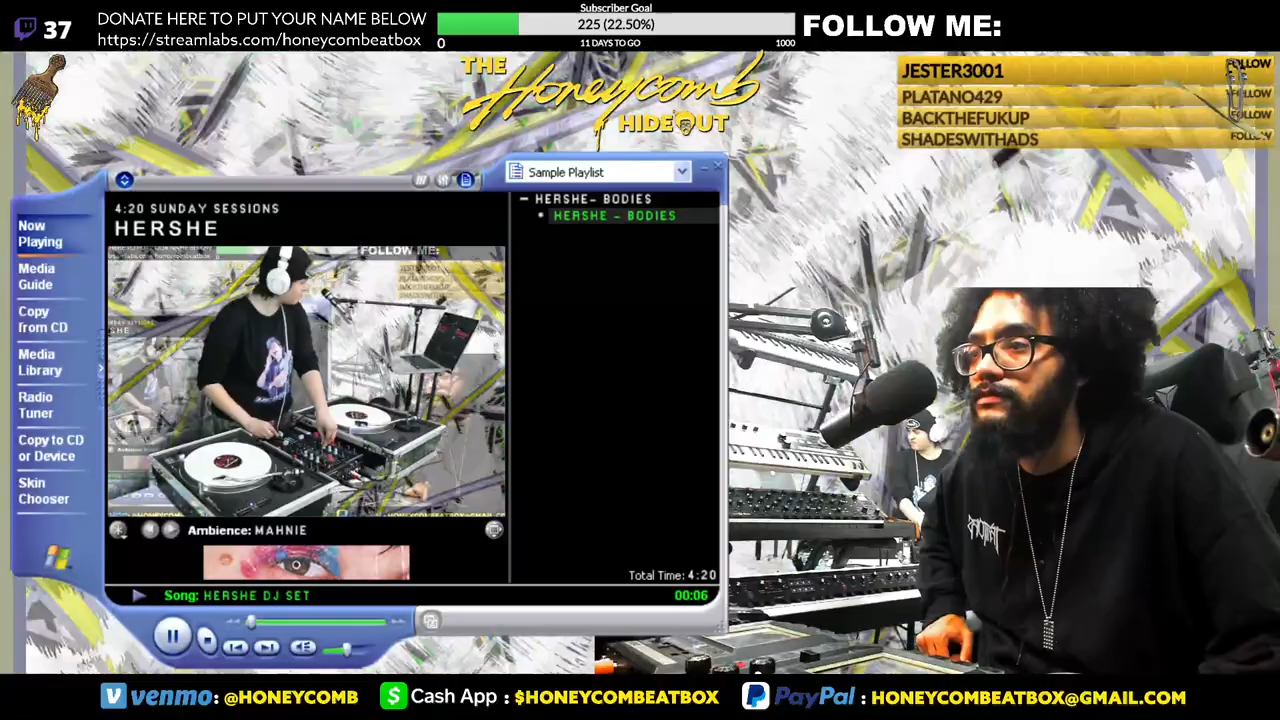 37
DONATE HERE TO PUT YOUR NAME BELOW
https://streamlabs.com/honeycombeatbox
Subscriber Goal
225 (22.50%)
0
11 DAYS TO GO
1000
FOLLOW ME:
JESTER3001
FOLLOW
PLATANO429
FOLLOW
BACKTHEFUKUP
FOLLOW
SHADESWITHADS
FOLLOW
THE
Honeycomb
HIDEOUT
Sample Playlist
HERSHE- BODIES
HERSHE - BODIES
4:20 SUNDAY SESSIONS
HERSHE
FOLLOW ME:
Now
Playing
Media
Guide
Copy
from CD
Media
Library
Radio
Tuner
Copy to CD
or Device
Skin
Chooser
Ambience: MAHNIE
Total Time: 4:20
Song: HERSHE DJ SET
00:06
venmo: @HONEYCOMB
Cash App : $HONEYCOMBEATBOX
PayPal : HONEYCOMBEATBOX@GMAIL.COM